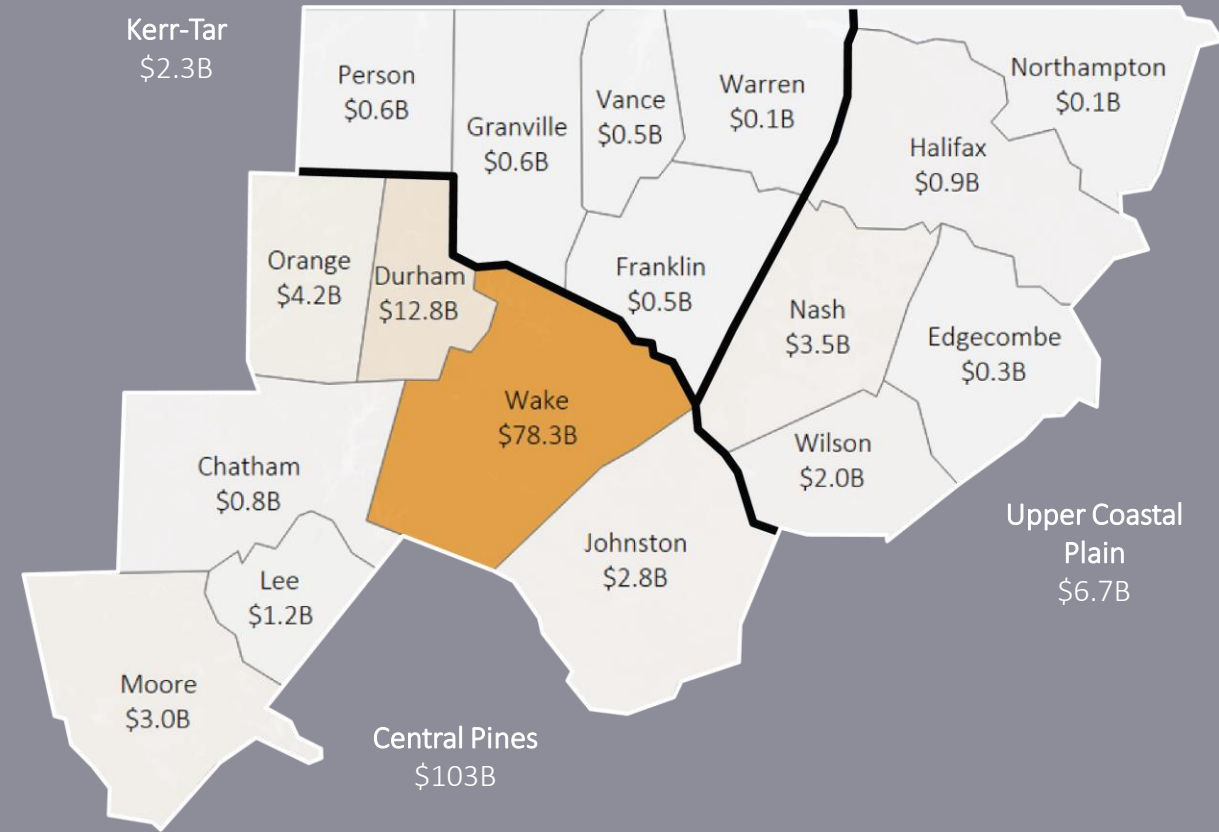 Kerr-Tar
$2.3B
Person
$0.6B
Granville
$0.6B
Vance
$0.5B
Warren
$0.1B
Northampton
$0.1B
Halifax
$0.9B
Orange
$4.2B
Durham
$12.8B
Franklin
$0.5B
Nash
$3.5B
Edgecombe
$0.3B
Wake
$78.3B
Wilson
$2.0B
Chatham
$0.8B
Johnston
$2.8B
Lee
$1.2B
Upper Coastal
Plain
$6.7B
Moore
$3.0B
Central Pines
$103B